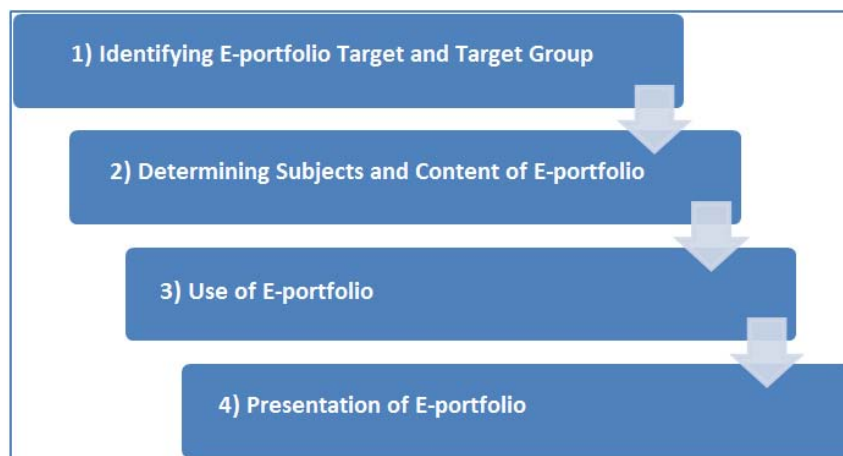 1) Identifying E-portfolio Target and Target Group
2) Determining Subjects and Content of E-portfolio
3) Use of E-portfolio
4) Presentation of E-portfolio